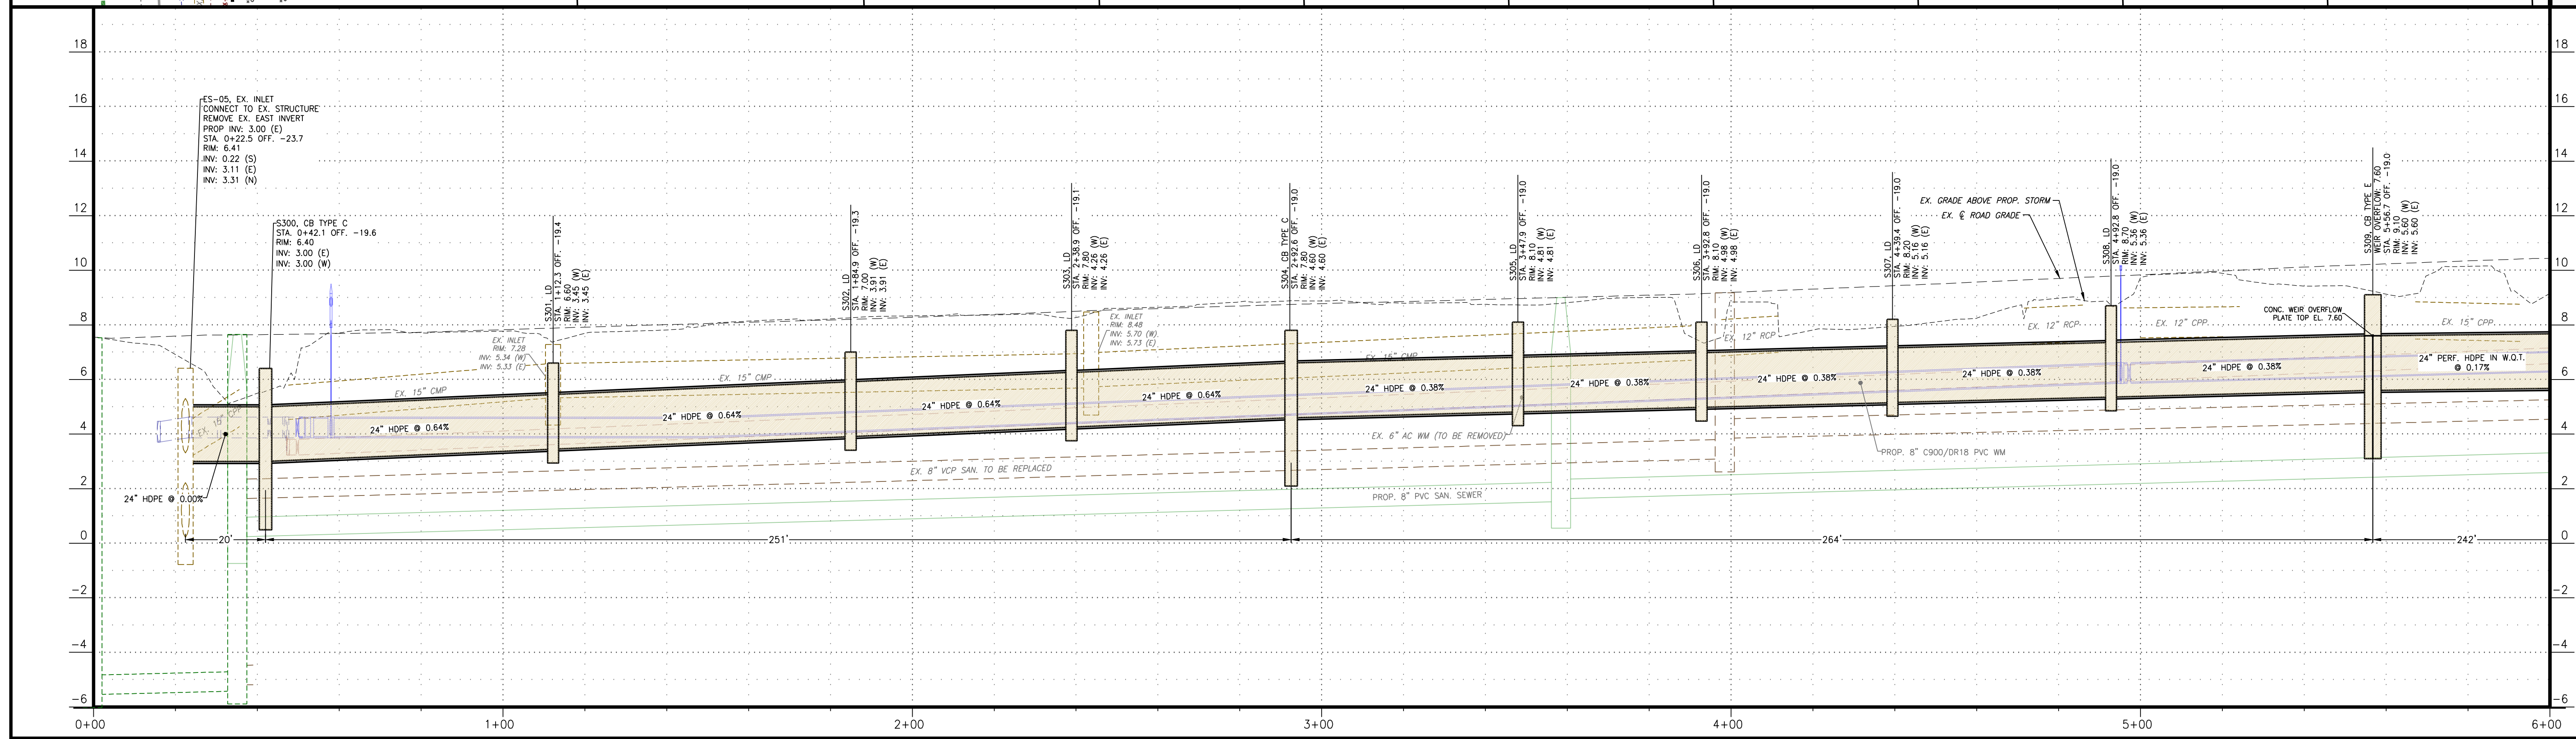 18
16
14
12
10
8
6
4
2
0
-2
-4
-6
ES-05, EX. INLET
CONNECT TO EX. STRUCTURE
REMOVE EX. EAST INVERT
PROP INV: 3.00 (E)
STA. 0+22.5 OFF. -23.7
RIM: 6.41
INV: 0.22 (S)
INV: 3.11 (E)
INV: 3.31 (N)
S300, CB TYPE C
STA. 0+42.1 OFF. -19.6
RIM: 6.40
INV: 3.00 (E)
INV: 3.00 (W)
S301, LD
STA. 1+12.3 OFF. -19.4
RIM: 6.60
INV: 3.45 (W)
INV: 3.45 (E)
S302, LD
STA. 1+84.9 OFF. -19.3
RIM: 7.00
INV: 3.91 (W)
INV: 3.91 (E)
S303, LD
STA. 2+38.9 OFF. -19.1
RIM: 7.80
INV: 4.26 (W)
INV: 4.26 (E)
S304, CB TYPE C
STA. 2+92.6 OFF. -19.0
RIM: 7.80
INV: 4.60 (W)
INV: 4.60 (E)
S305, LD
STA. 3+47.9 OFF. -19.0
RIM: 8.10
INV: 4.81 (W)
INV: 4.81 (E)
S306, LD
STA. 3+92.8 OFF. -19.0
RIM: 8.10
INV: 4.98 (W)
INV: 4.98 (E)
S307, LD
STA. 4+39.4 OFF. -19.0
RIM: 8.20
INV: 5.16 (W)
INV: 5.16 (E)
S308, LD
STA. 4+92.8 OFF. -19.0
RIM: 8.70
INV: 5.36 (W)
INV: 5.36 (E)
S309, CB TYPE E
WEIR OVERFLOW: 7.60
STA. 5+56.7 OFF. -19.0
RIM: 9.10
INV: 5.60 (W)
INV: 5.60 (E)
EX. GRADE ABOVE PROP. STORM
EX. ℄ ROAD GRADE
CONC. WEIR OVERFLOW
PLATE TOP EL. 7.60
EX. INLET
RIM: 7.28
INV: 5.34 (W)
INV: 5.33 (E)
EX. INLET
RIM: 8.48
INV: 5.70 (W)
INV: 5.73 (E)
EX. 15" CPP
EX. 15" CMP
EX. 15" CMP
EX. 15" CMP
EX. 12" RCP
EX. 12" RCP
EX. 12" CPP
EX. 15" CPP
24" HDPE @ 0.00%
24" HDPE @ 0.64%
24" HDPE @ 0.64%
24" HDPE @ 0.64%
24" HDPE @ 0.64%
24" HDPE @ 0.38%
24" HDPE @ 0.38%
24" HDPE @ 0.38%
24" HDPE @ 0.38%
24" HDPE @ 0.38%
24" PERF. HDPE IN W.Q.T.
@ 0.17%
EX. 8" VCP SAN. TO BE REPLACED
EX. 6" AC WM (TO BE REMOVED)
PROP. 8" C900/DR18 PVC WM
PROP. 8" PVC SAN. SEWER
20'
251'
264'
242'
18
16
14
12
10
8
6
4
2
0
-2
-4
-6
0+00
1+00
2+00
3+00
4+00
5+00
6+00